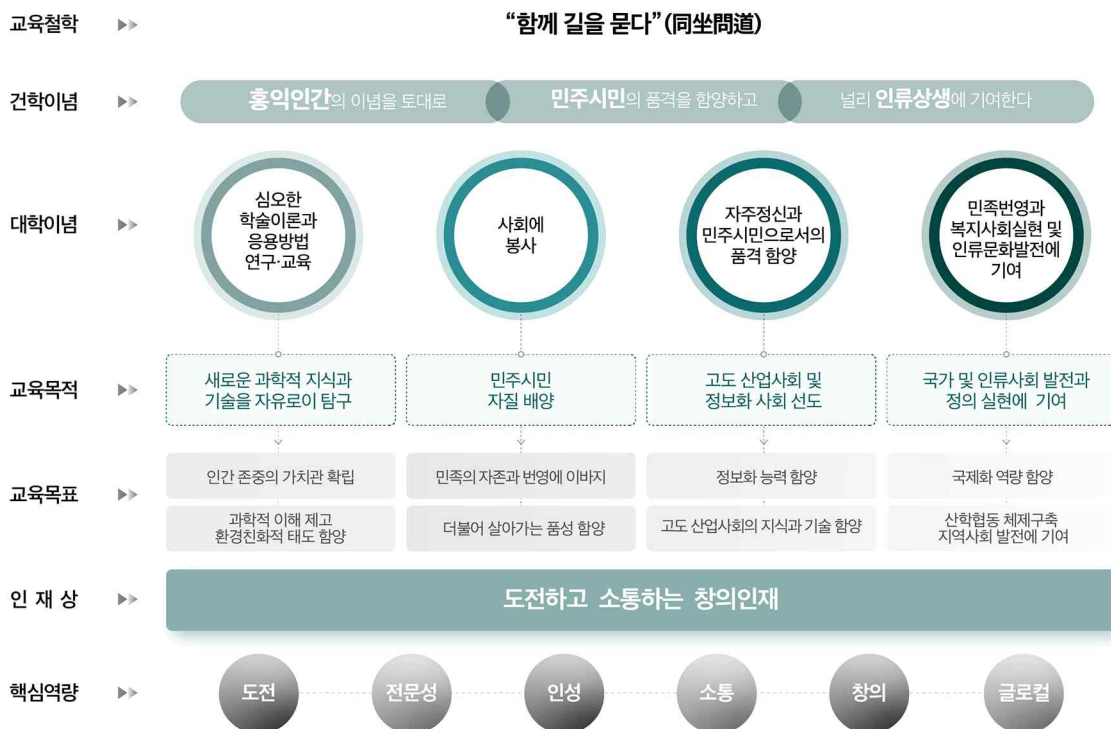 교육철학
“함께 길을 묻다”(同坐問道)
건학이념
홍익인간의 이념을 토대로
민주시민의 품격을 함양하고
널리 인류상생에 기여한다
대학이념
심오한
학술이론과
응용방법
연구·교육
사회에
봉사
자주정신과
민주시민으로서의
품격 함양
민족번영과
복지사회실현 및
인류문화발전에
기여
교육목적
새로운 과학적 지식과
기술을 자유로이 탐구
민주시민
자질 배양
고도 산업사회 및
정보화 사회 선도
국가 및 인류사회 발전과
정의 실현에 기여
교육목표
인간 존중의 가치관 확립
민족의 자존과 번영에 이바지
정보화 능력 함양
국제화 역량 함양
과학적 이해 제고
환경친화적 태도 함양
더불어 살아가는 품성 함양
고도 산업사회의 지식과 기술 함양
산학협동 체제구축
지역사회 발전에 기여
인 재 상
도전하고 소통하는 창의인재
핵심역량
도전
전문성
인성
소통
창의
글로컬